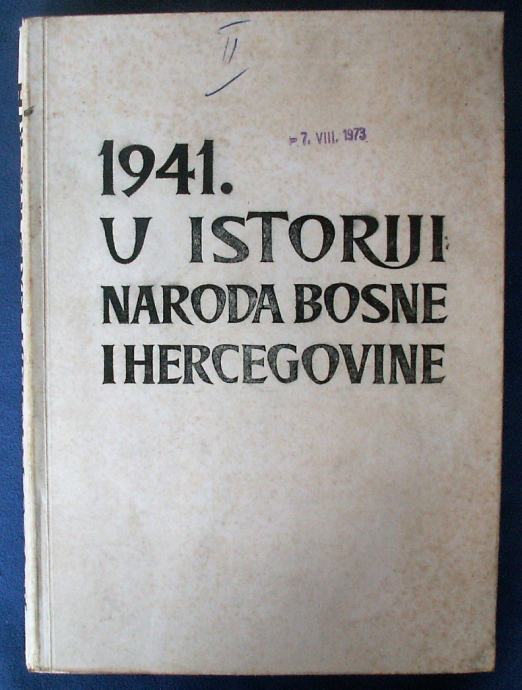 II
- 7. VIII. 1973
1941.
U ISTORIJI
NARODA BOSNE
I HERCEGOVINE